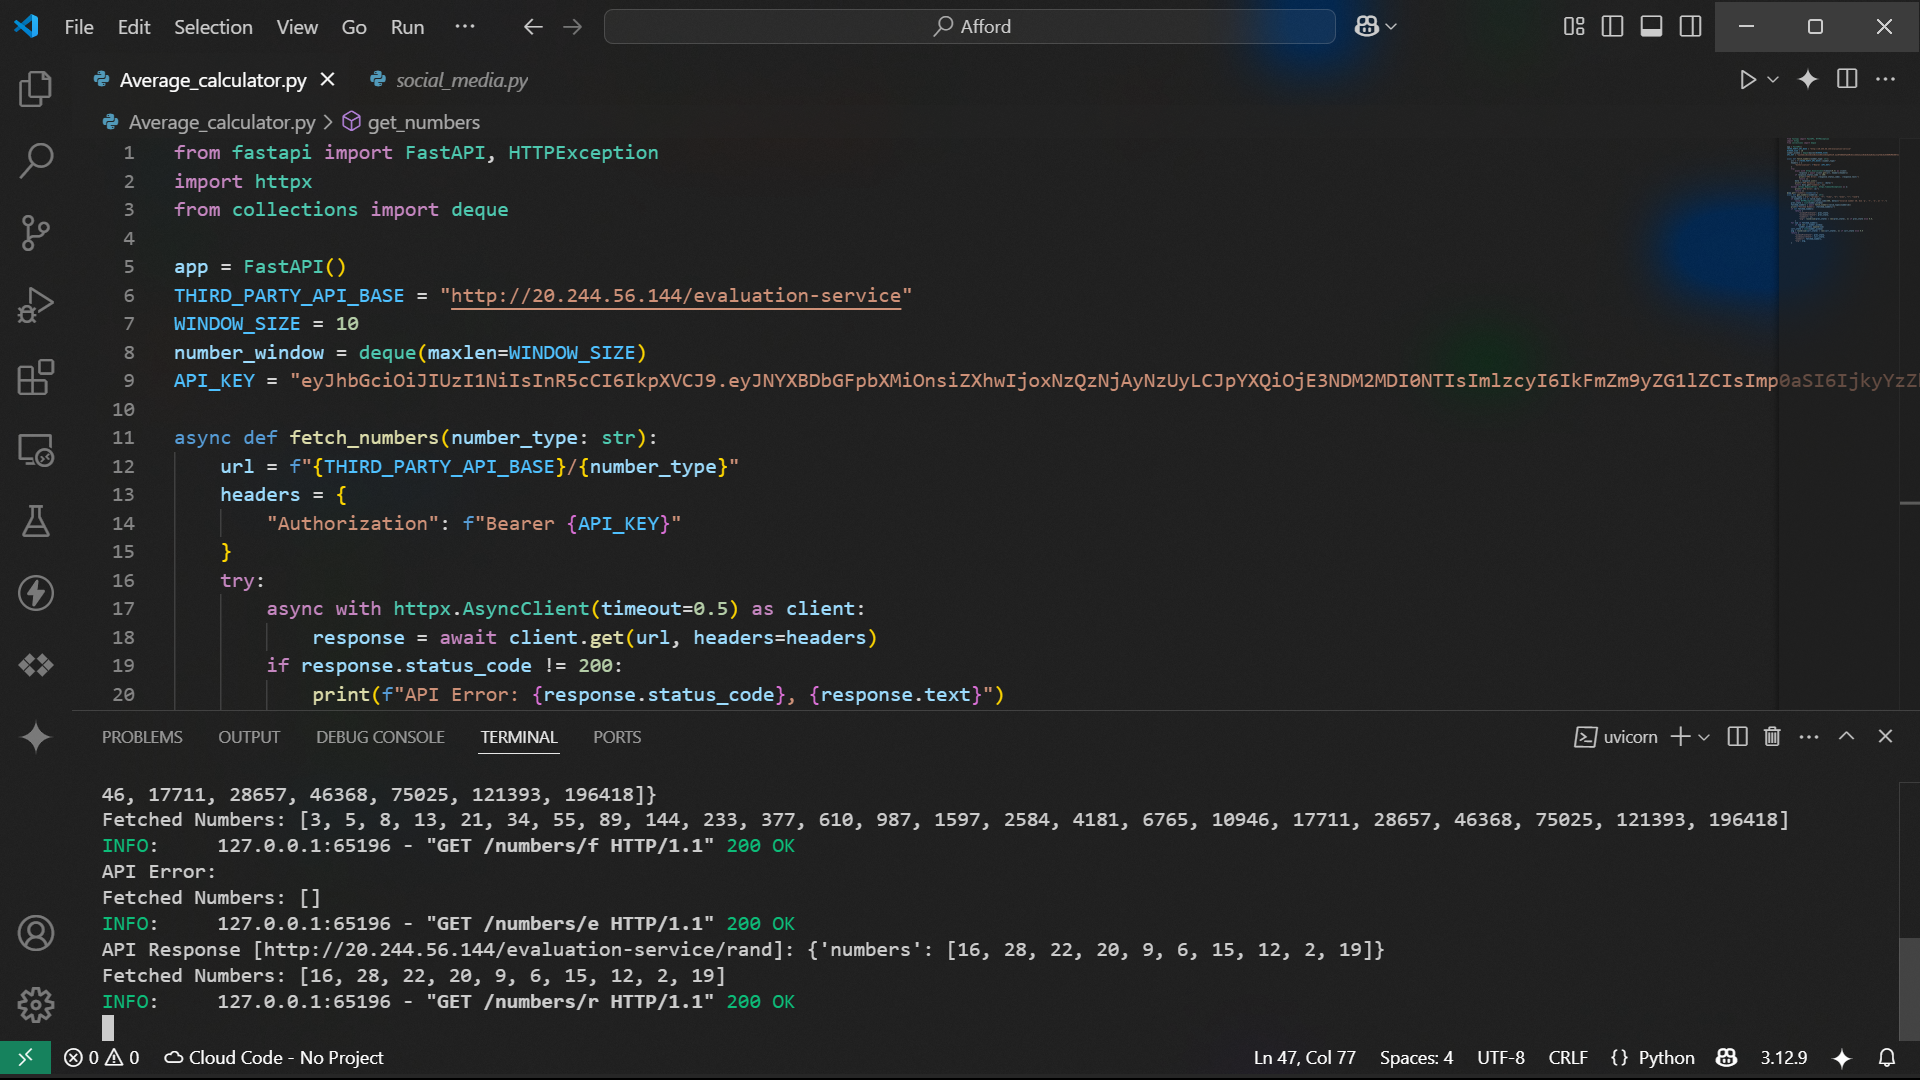 File Edit Selection View Go Run ··· Afford
Average_calculator.py social_media.py
Average_calculator.py > get_numbers
1 from fastapi import FastAPI, HTTPException
2 import httpx
3 from collections import deque
4
5 app = FastAPI()
6 THIRD_PARTY_API_BASE = "http://20.244.56.144/evaluation-service"
7 WINDOW_SIZE = 10
8 number_window = deque(maxlen=WINDOW_SIZE)
9 API_KEY = "eyJhbGciOiJIUzI1NiIsInR5cCI6IkpXVCJ9.eyJNYXBDbGFpbXMiOnsiZXhwIjoxNzQzNjAyNzUyLCJpYXQiOjE3NDM2MDI0NTIsImlzcyI6IkFmZm9yZG1lZCIsImp0aSI6IjkyYzZ
10
11 async def fetch_numbers(number_type: str):
12 url = f"{THIRD_PARTY_API_BASE}/{number_type}"
13 headers = {
14 "Authorization": f"Bearer {API_KEY}"
15 }
16 try:
17 async with httpx.AsyncClient(timeout=0.5) as client:
18 response = await client.get(url, headers=headers)
19 if response.status_code != 200:
20 print(f"API Error: {response.status_code}, {response.text}")
PROBLEMS OUTPUT DEBUG CONSOLE TERMINAL PORTS uvicorn
46, 17711, 28657, 46368, 75025, 121393, 196418]}
Fetched Numbers: [3, 5, 8, 13, 21, 34, 55, 89, 144, 233, 377, 610, 987, 1597, 2584, 4181, 6765, 10946, 17711, 28657, 46368, 75025, 121393, 196418]
INFO: 127.0.0.1:65196 - "GET /numbers/f HTTP/1.1" 200 OK
API Error:
Fetched Numbers: []
INFO: 127.0.0.1:65196 - "GET /numbers/e HTTP/1.1" 200 OK
API Response [http://20.244.56.144/evaluation-service/rand]: {'numbers': [16, 28, 22, 20, 9, 6, 15, 12, 2, 19]}
Fetched Numbers: [16, 28, 22, 20, 9, 6, 15, 12, 2, 19]
INFO: 127.0.0.1:65196 - "GET /numbers/r HTTP/1.1" 200 OK
0 0 Cloud Code - No Project Ln 47, Col 77 Spaces: 4 UTF-8 CRLF {} Python 3.12.9